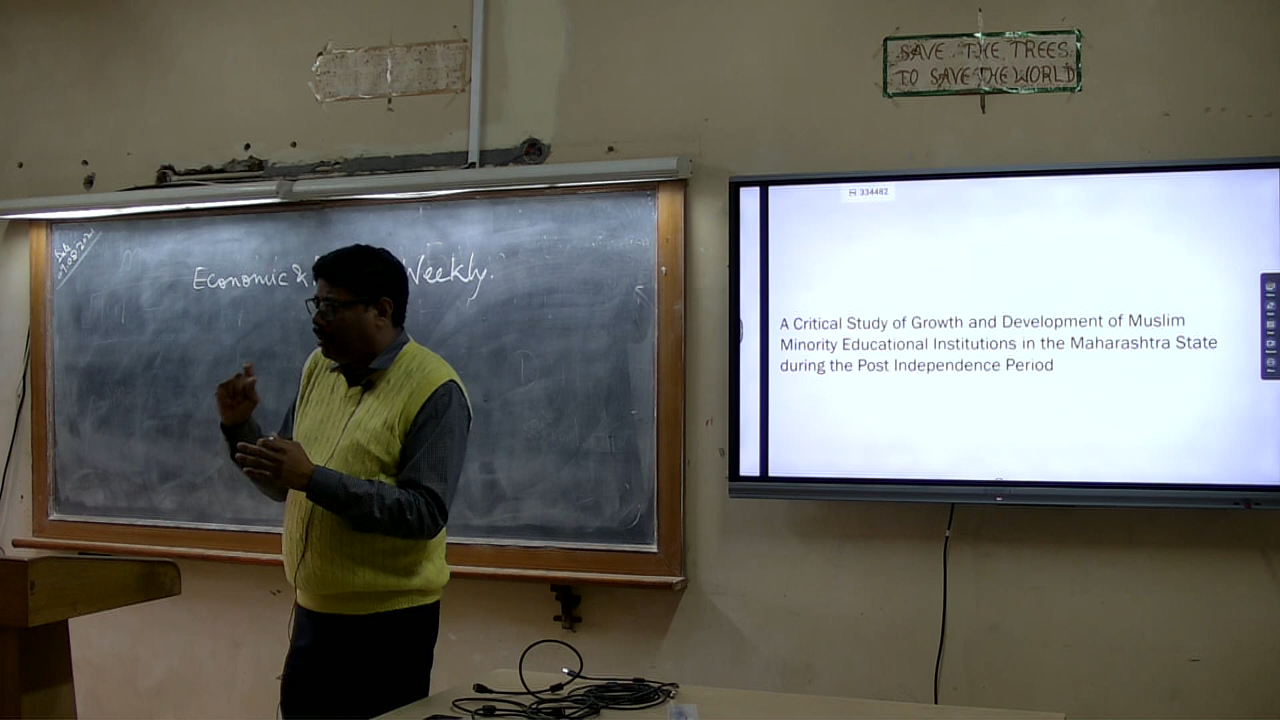 SAVE THE TREES
TO SAVE THE WORLD
Economic & Weekly.
334482
A Critical Study of Growth and Development of Muslim
Minority Educational Institutions in the Maharashtra State
during the Post Independence Period